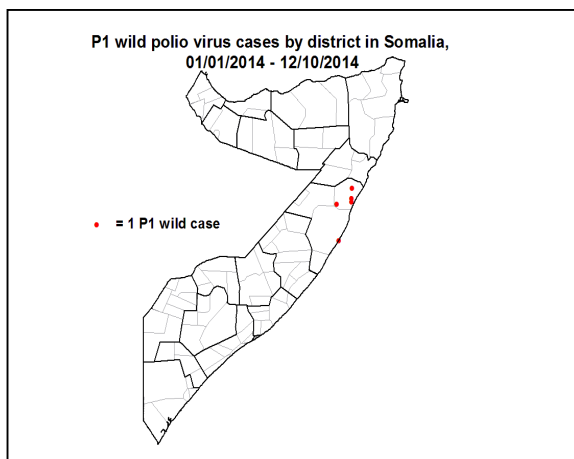 P1 wild polio virus cases by district in Somalia,
01/01/2014 - 12/10/2014
= 1 P1 wild case